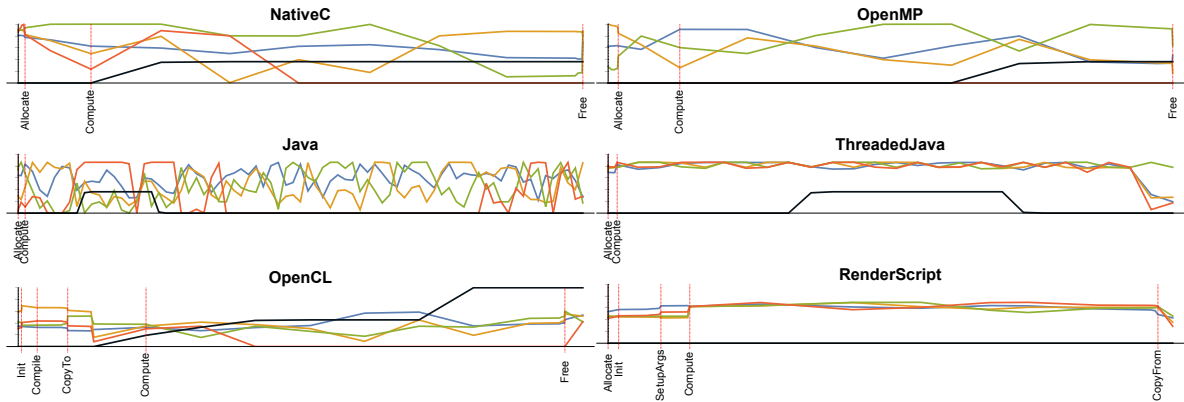 NativeC
Allocate
Compute
Free
OpenMP
Allocate
Compute
Free
Java
Allocate
Compute
ThreadedJava
Allocate
Compute
OpenCL
Init
Compile
CopyTo
Compute
Free
RenderScript
Allocate
Init
SetupArgs
Compute
CopyFrom